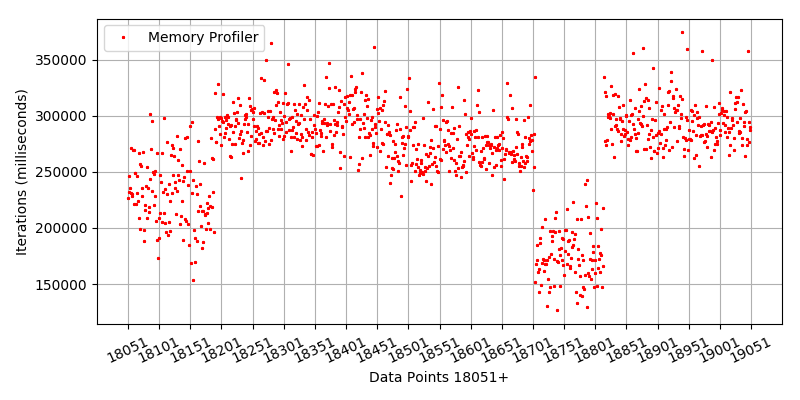 Memory Profiler
350000
300000
250000
200000
150000
Iterations (milliseconds)
18051 18101 18151 18201 18251 18301 18351 18401 18451 18501 18551 18601 18651 18701 18751 18801 18851 18901 18951 19001 19051
Data Points 18051+